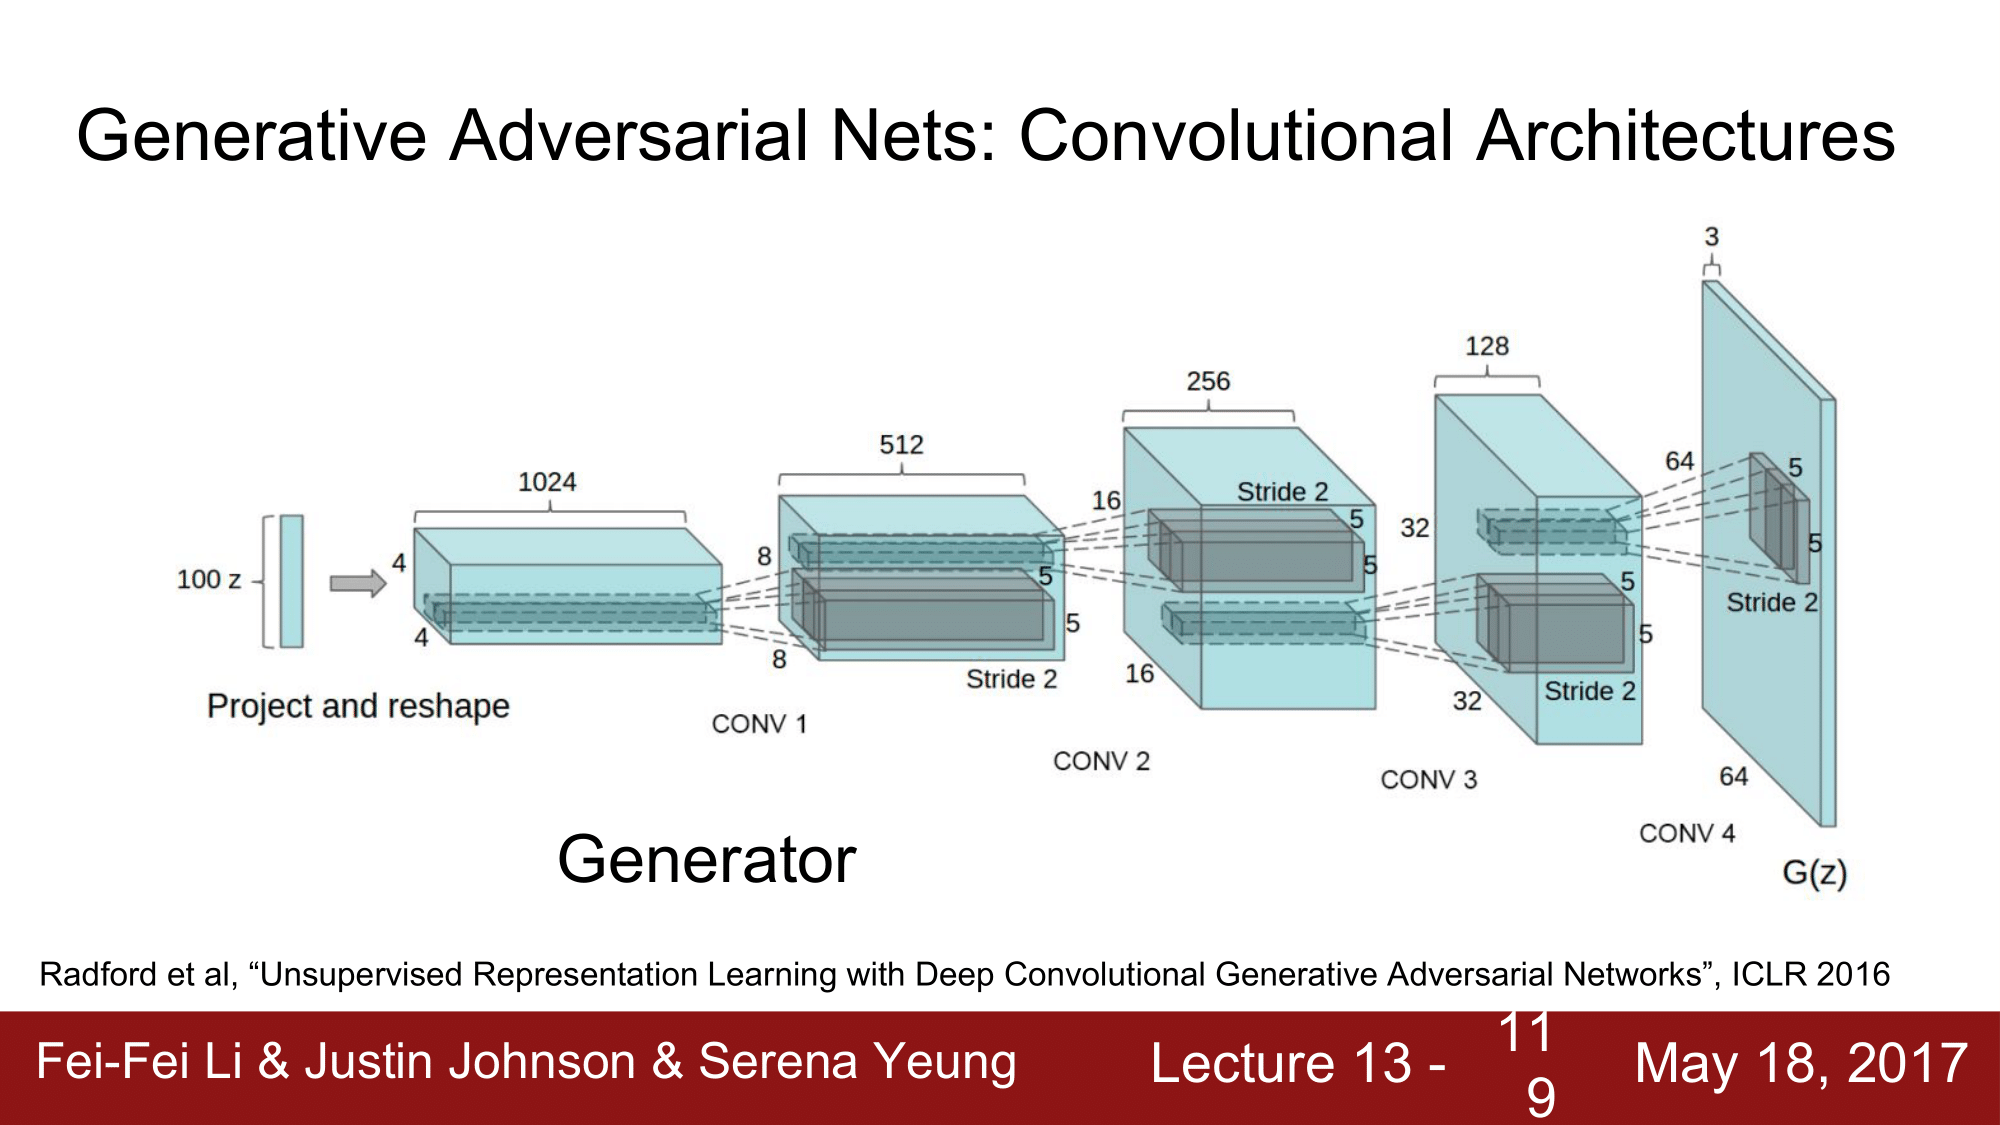 Generative Adversarial Nets: Convolutional Architectures
3
128
256
512
1024
64
5
16
Stride 2
5
32
4
8
5
5
5
100 z
5
5
Stride 2
4
5
5
8
Stride 2
16
32
Stride 2
Project and reshape
CONV 1
CONV 2
CONV 3
64
CONV 4
Generator
G(z)
Radford et al, “Unsupervised Representation Learning with Deep Convolutional Generative Adversarial Networks”, ICLR 2016
Fei-Fei Li & Justin Johnson & Serena Yeung
Lecture 13 -
11
9
May 18, 2017